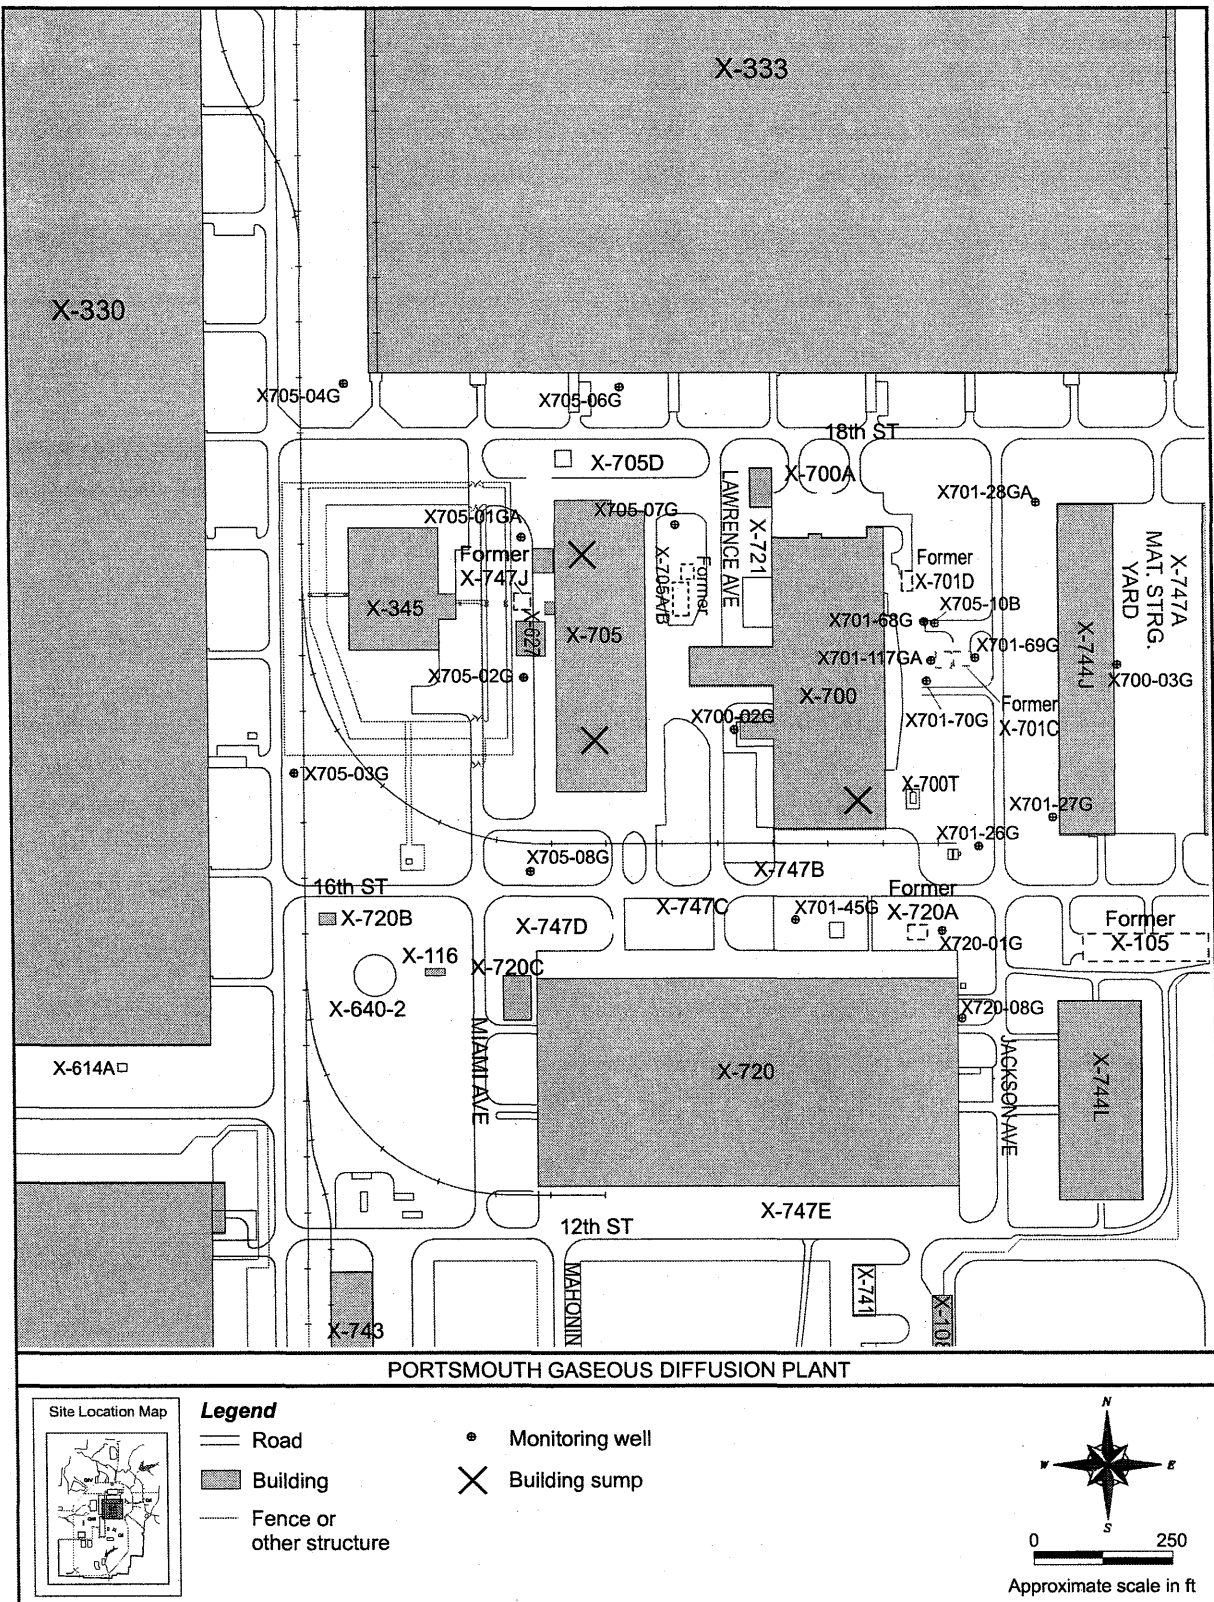 X-333
X-330
X705-04G
X705-06G
18th ST
X-705D
X-700A
LAWRENCE AVE
X701-28GA
X705-01GA
X705-07G
X-721
Former
X-747J
Former
X-705A/B
Former
X-701D
X-747A
MAT. STRG.
YARD
X705-10B
X-345
X-627
X-705
X701-68G
X701-69G
X701-117GA
X-744J
X705-02G
X-700
X700-03G
X700-02G
X701-70G
Former
X-701C
X705-03G
X-700T
X701-27G
X701-26G
X705-08G
X-747B
16th ST
Former
X-720A
X-720B
X-747D
X-747C
X701-45G
X720-01G
Former
X-105
X-116
X-720C
X-640-2
X720-08G
MIAMI AVE
JACKSON AVE
X-614A
X-720
X-744L
X-747E
12th ST
MAHONIN
X-741
X-743
PORTSMOUTH GASEOUS DIFFUSION PLANT
Site Location Map
Legend
Road
Building
Fence or
other structure
Monitoring well
Building sump
N
W
E
S
0
250
Approximate scale in ft